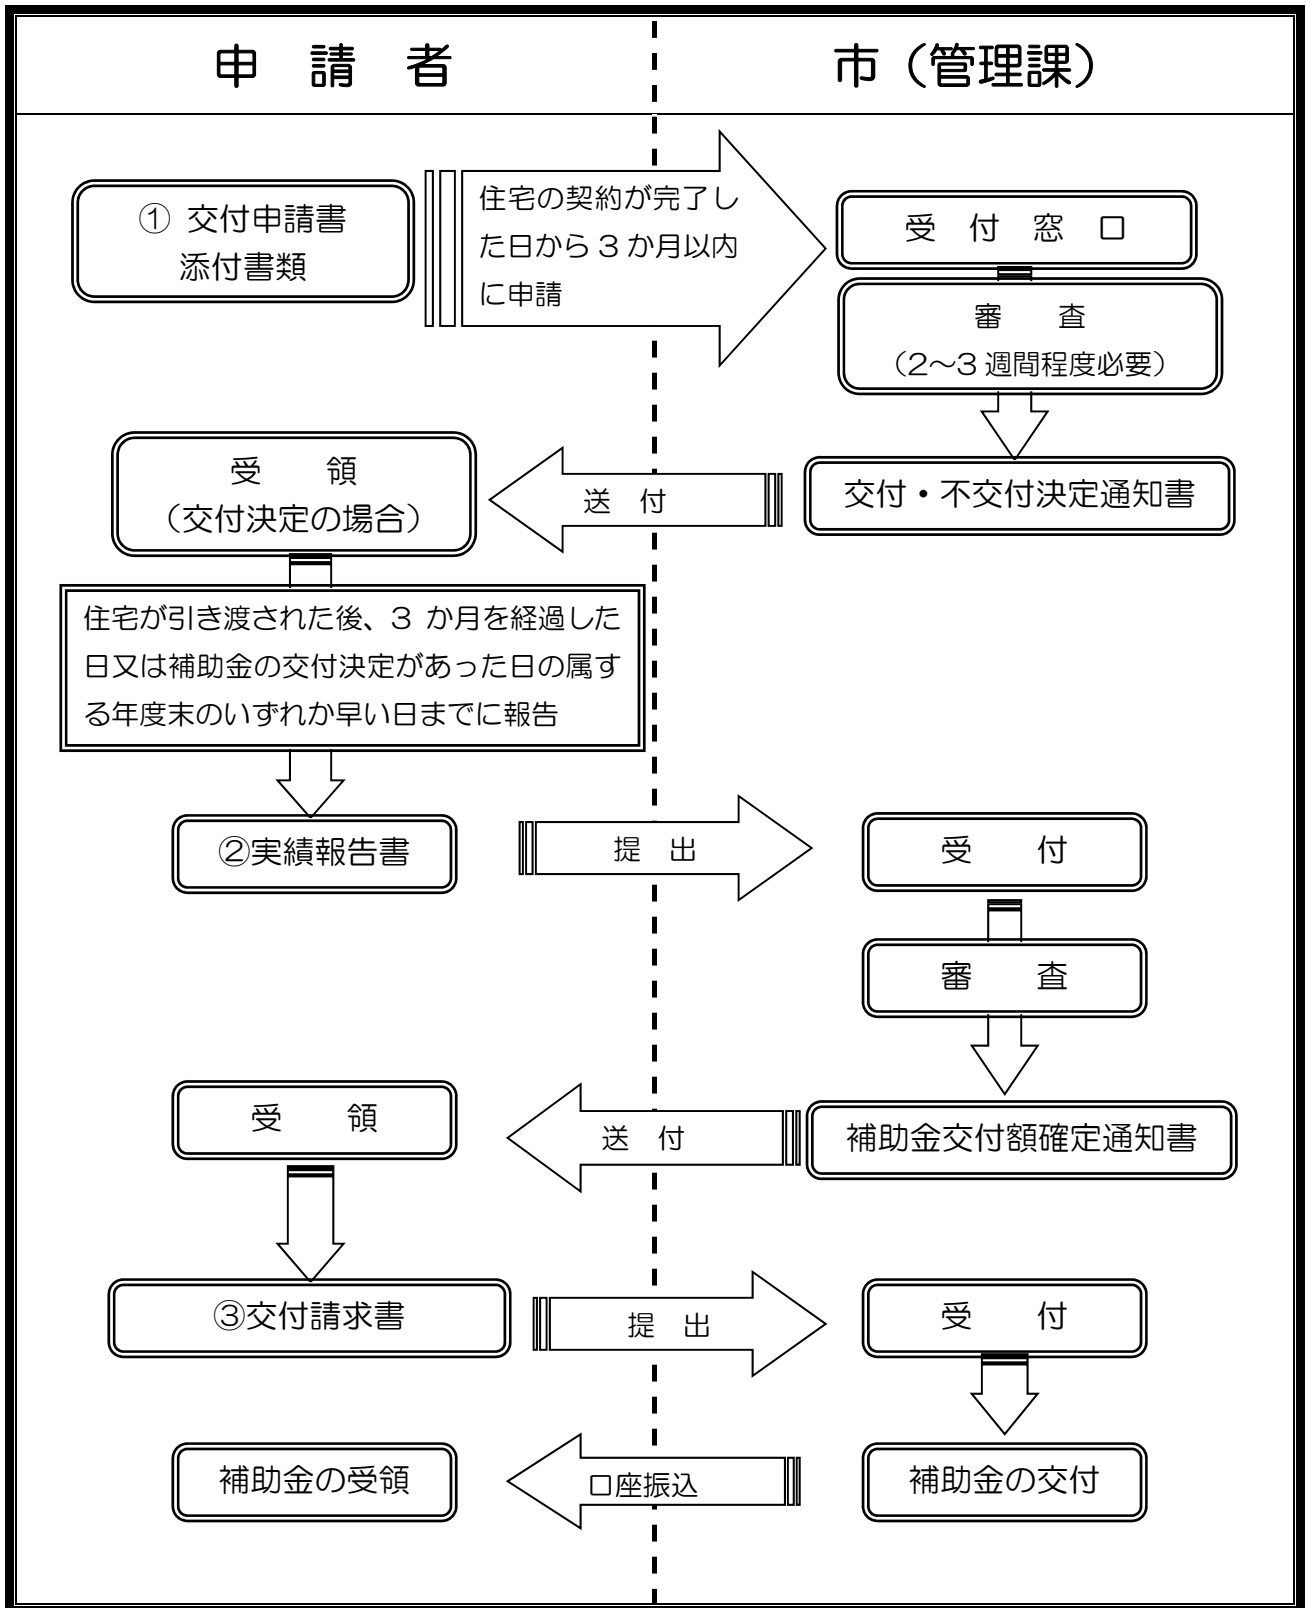 申　請　者
市（管理課）
① 交付申請書
添付書類
住宅の契約が完了し
た日から３か月以内
に申請
受　付　窓　口
審　　査
（２～３週間程度必要）
交付・不交付決定通知書
送　付
受　　領
（交付決定の場合）
住宅が引き渡された後、３ か月を経過した
日又は補助金の交付決定があった日の属す
る年度末のいずれか早い日までに報告
②実績報告書
提　出
受　　付
審　　査
補助金交付額確定通知書
送　付
受　　領
③交付請求書
提　出
受　　付
補助金の交付
口座振込
補助金の受領